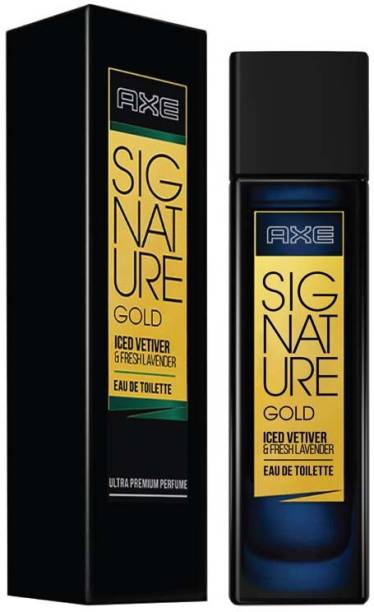 AXE
SIG
NAT
URE
GOLD
ICED VETIVER
& FRESH LAVENDER
EAU DE TOILETTE
ULTRA PREMIUM PERFUME
AXE
SIG
NAT
URE
GOLD
ICED VETIVER
& FRESH LAVENDER
EAU DE TOILETTE